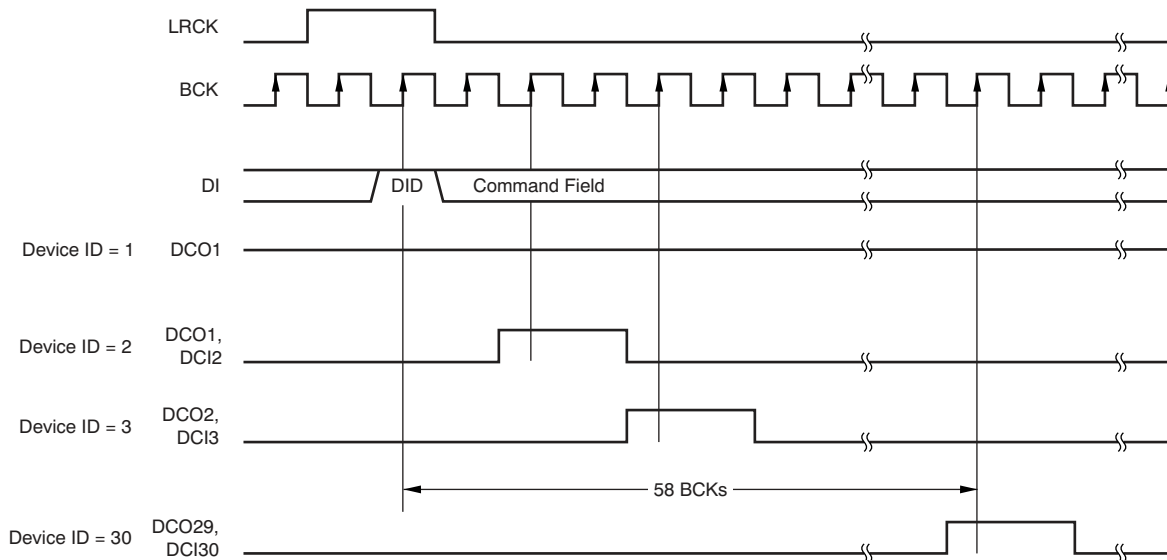 LRCK
BCK
DI
DID
Command Field
Device ID = 1
DCO1
Device ID = 2
DCO1,
DCI2
Device ID = 3
DCO2,
DCI3
58 BCKs
Device ID = 30
DCO29,
DCI30